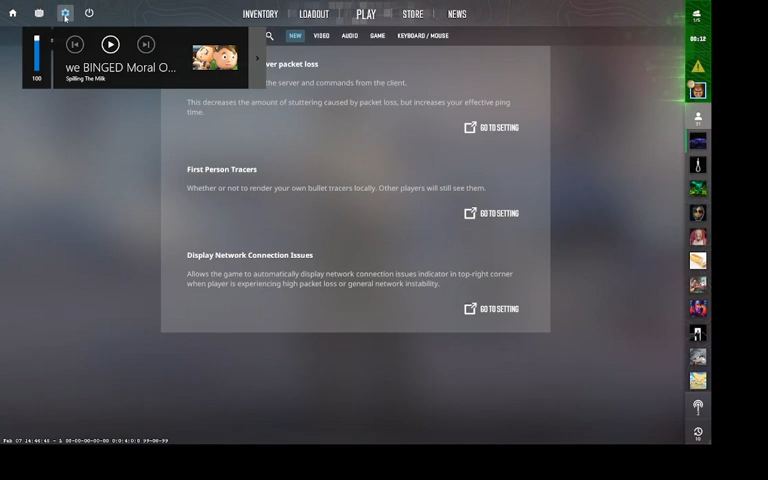 INVENTORY LOADOUT PLAY STORE NEWS
1/5
NEW VIDEO AUDIO GAME KEYBOARD / MOUSE
00:12
100
we BINGED Moral O...
Spilling The Milk
ver packet loss
the server and commands from the client.
This decreases the amount of stuttering caused by packet loss, but increases your effective ping
time.
GO TO SETTING
First Person Tracers
Whether or not to render your own bullet tracers locally. Other players will still see them.
GO TO SETTING
Display Network Connection Issues
Allows the game to automatically display network connection issues indicator in top-right corner
when player is experiencing high packet loss or general network instability.
GO TO SETTING
10